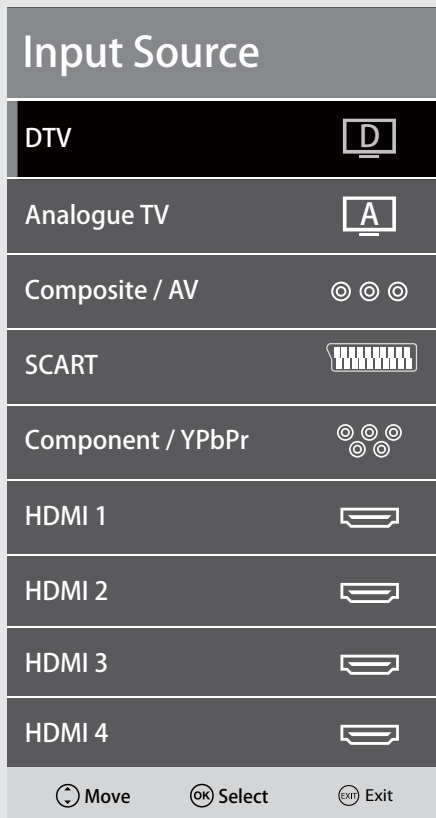 Input Source
DTV D
Analogue TV A
Composite / AV
SCART
Component / YPbPr
HDMI 1
HDMI 2
HDMI 3
HDMI 4
Move OK Select EXIT Exit